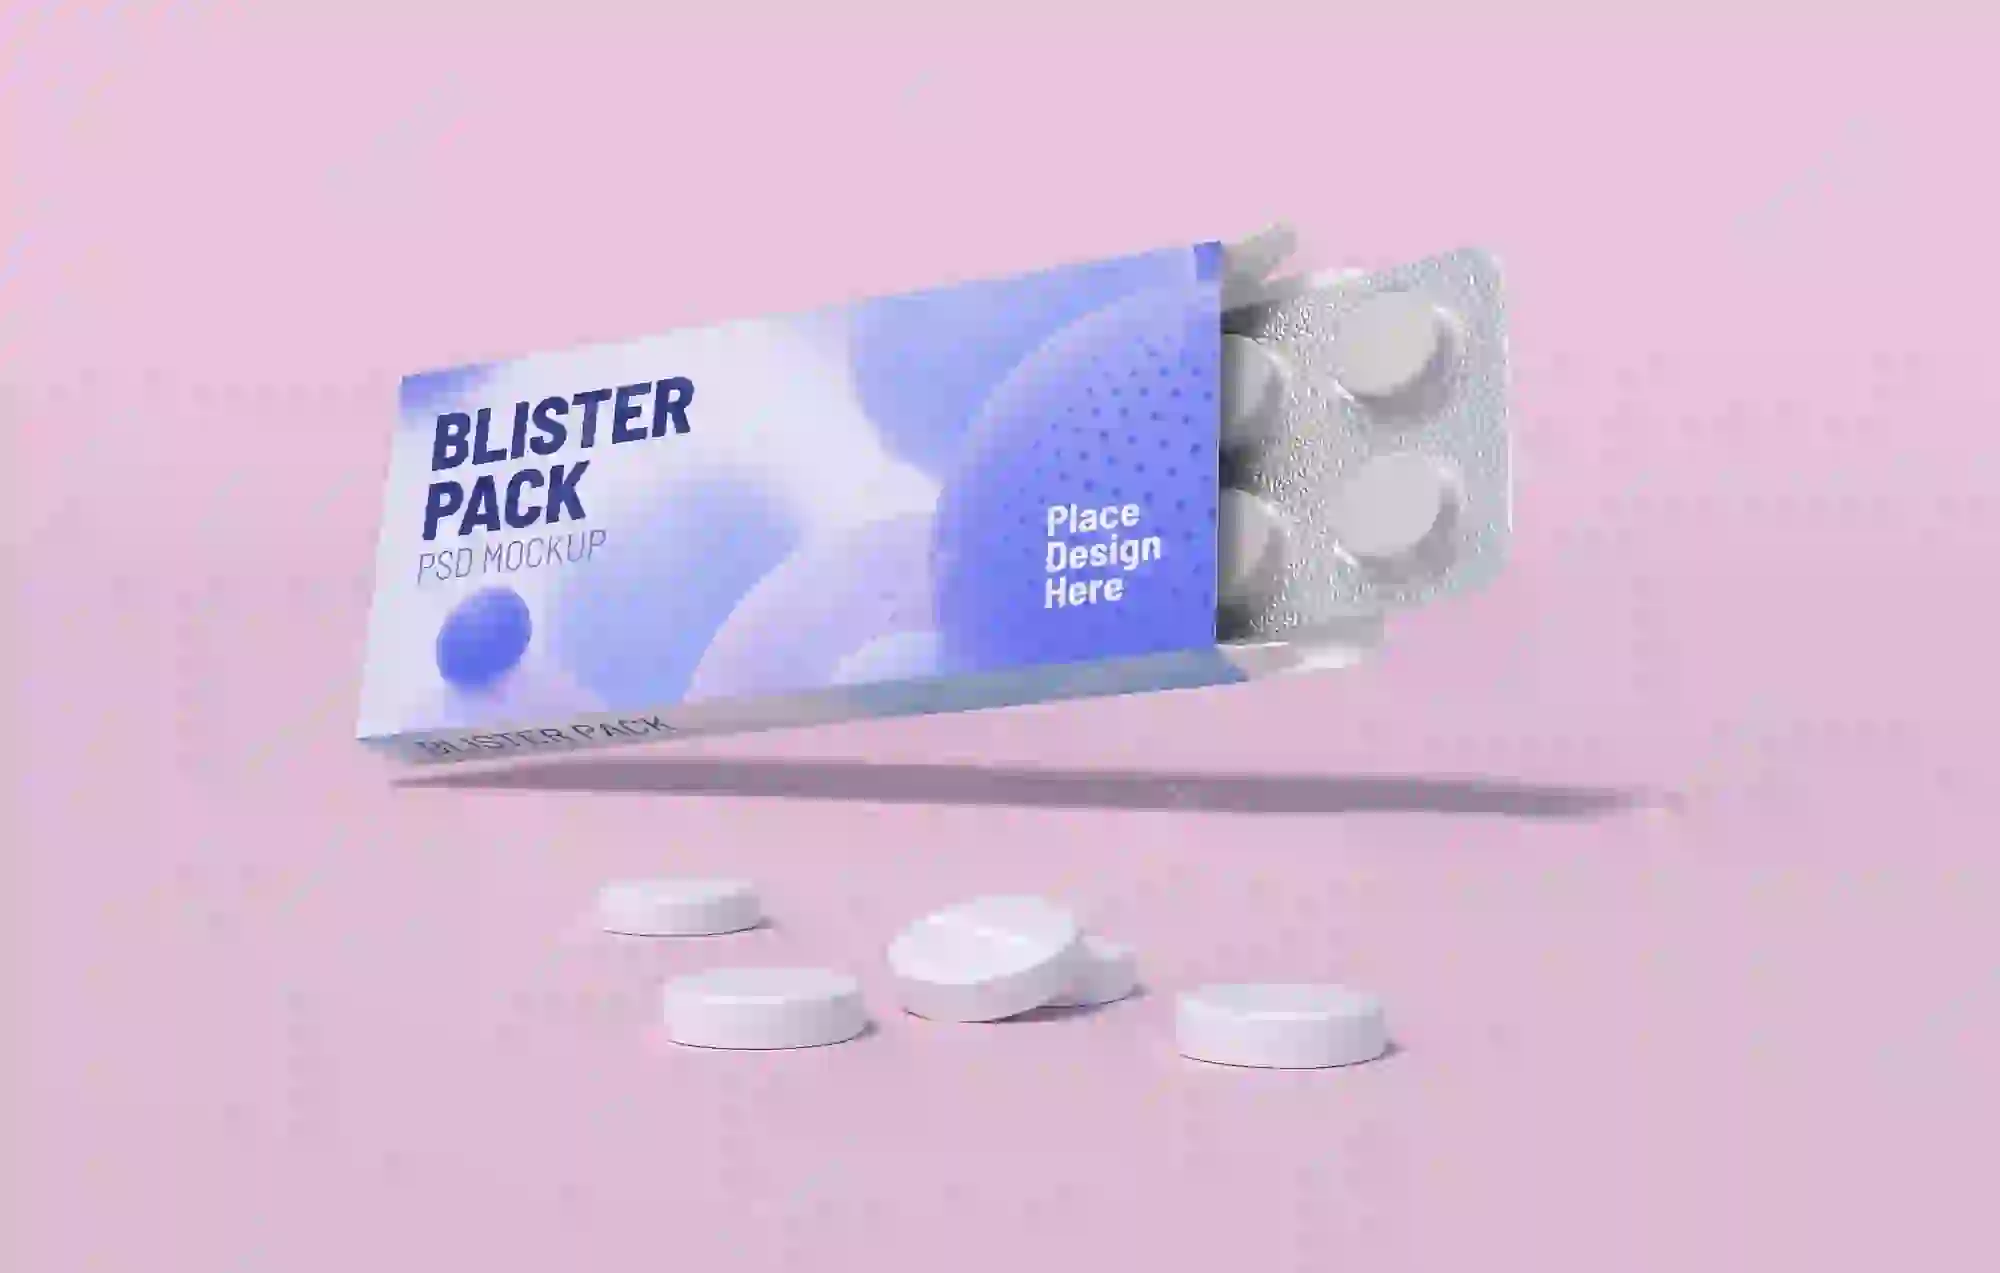 BLISTER
PACK
PSD MOCKUP
Place
Design
Here
BLISTER PACK